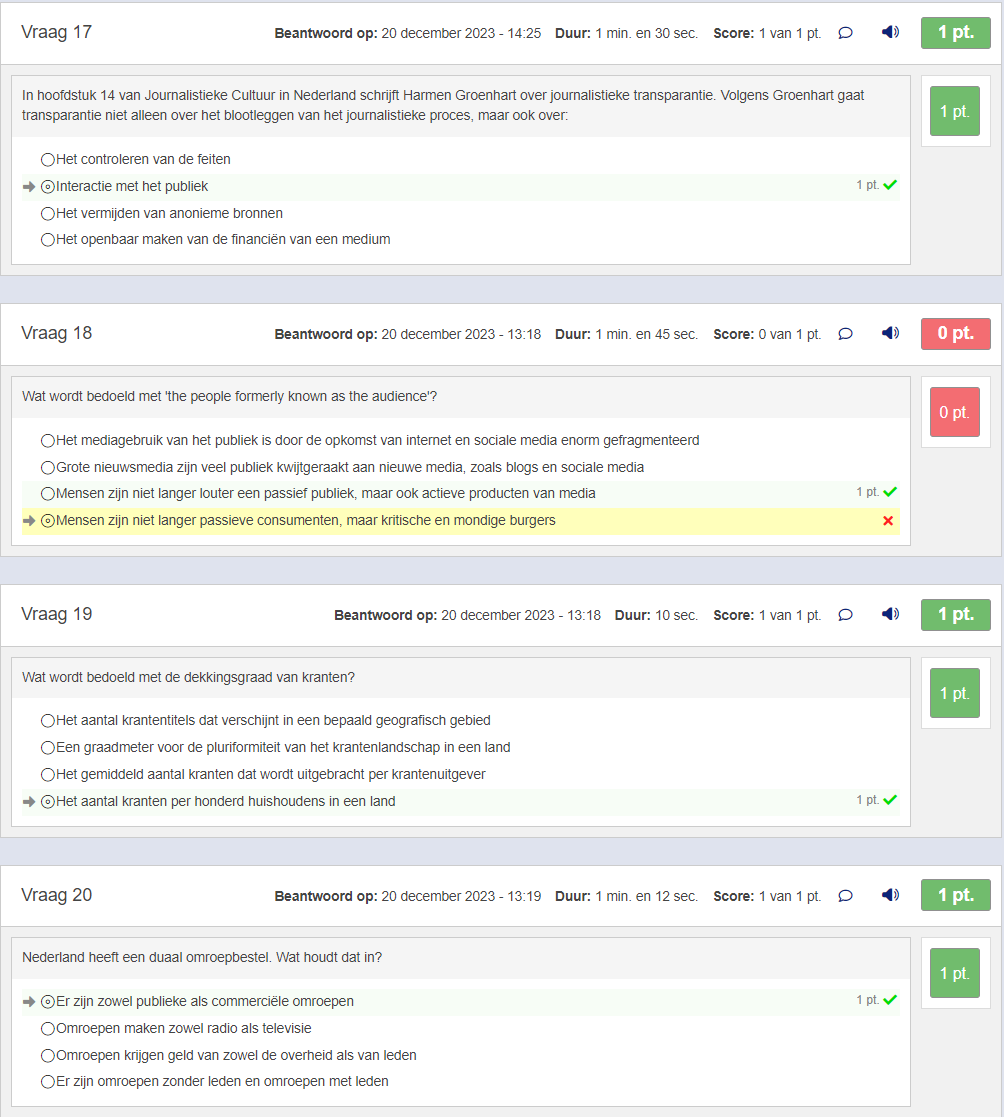 Vraag 17 Beantwoord op: 20 december 2023 - 14:25 Duur: 1 min. en 30 sec. Score: 1 van 1 pt. 1 pt.
In hoofdstuk 14 van Journalistieke Cultuur in Nederland schrijft Harmen Groenhart over journalistieke transparantie. Volgens Groenhart gaat
transparantie niet alleen over het blootleggen van het journalistieke proces, maar ook over:
1 pt.
Het controleren van de feiten
Interactie met het publiek 1 pt.
Het vermijden van anonieme bronnen
Het openbaar maken van de financiën van een medium
Vraag 18 Beantwoord op: 20 december 2023 - 13:18 Duur: 1 min. en 45 sec. Score: 0 van 1 pt. 0 pt.
Wat wordt bedoeld met 'the people formerly known as the audience'?
0 pt.
Het mediagebruik van het publiek is door de opkomst van internet en sociale media enorm gefragmenteerd
Grote nieuwsmedia zijn veel publiek kwijtgeraakt aan nieuwe media, zoals blogs en sociale media
Mensen zijn niet langer louter een passief publiek, maar ook actieve producten van media 1 pt.
Mensen zijn niet langer passieve consumenten, maar kritische en mondige burgers
Vraag 19 Beantwoord op: 20 december 2023 - 13:18 Duur: 10 sec. Score: 1 van 1 pt. 1 pt.
Wat wordt bedoeld met de dekkingsgraad van kranten?
1 pt.
Het aantal krantentitels dat verschijnt in een bepaald geografisch gebied
Een graadmeter voor de pluriformiteit van het krantenlandschap in een land
Het gemiddeld aantal kranten dat wordt uitgebracht per krantenuitgever
Het aantal kranten per honderd huishoudens in een land 1 pt.
Vraag 20 Beantwoord op: 20 december 2023 - 13:19 Duur: 1 min. en 12 sec. Score: 1 van 1 pt. 1 pt.
Nederland heeft een duaal omroepbestel. Wat houdt dat in?
1 pt.
Er zijn zowel publieke als commerciële omroepen 1 pt.
Omroepen maken zowel radio als televisie
Omroepen krijgen geld van zowel de overheid als van leden
Er zijn omroepen zonder leden en omroepen met leden